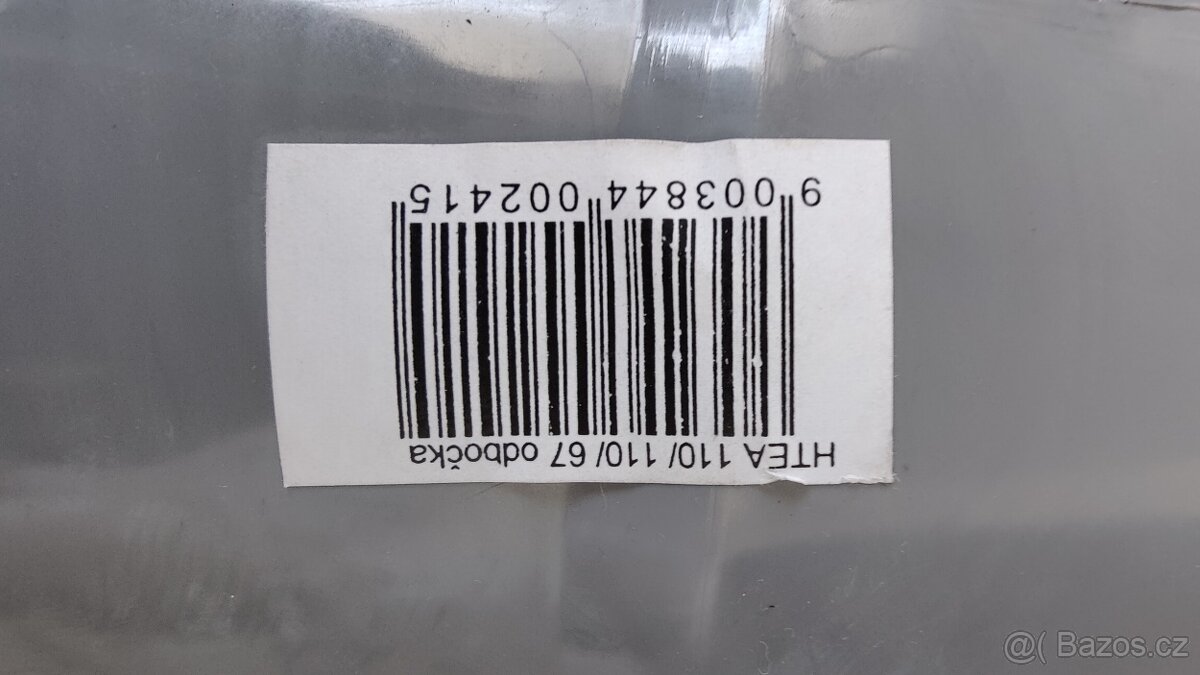 HTEA 110/ 110/ 67 odbočka
9 003844 002415
@( Bazos.cz